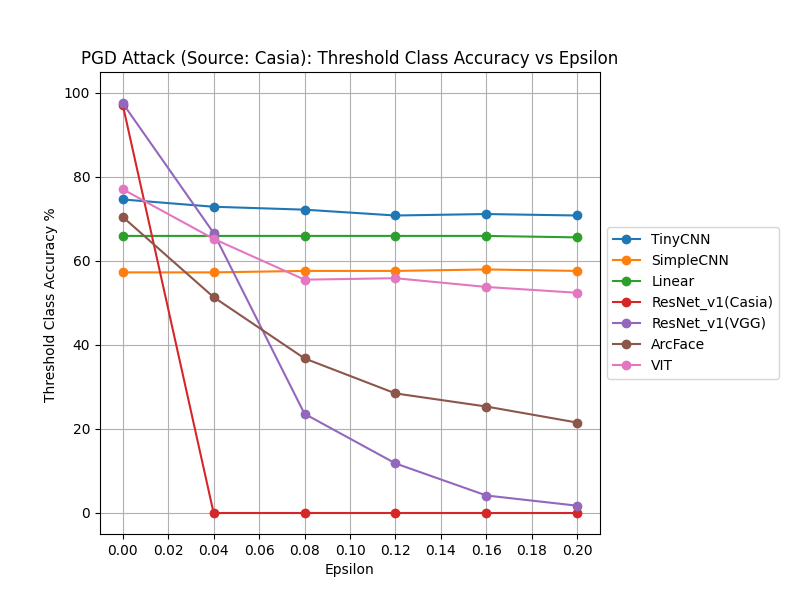 PGD Attack (Source: Casia): Threshold Class Accuracy vs Epsilon
Threshold Class Accuracy %
100
80
60
40
20
0
0.00 0.02 0.04 0.06 0.08 0.10 0.12 0.14 0.16 0.18 0.20
Epsilon
TinyCNN
SimpleCNN
Linear
ResNet_v1(Casia)
ResNet_v1(VGG)
ArcFace
VIT